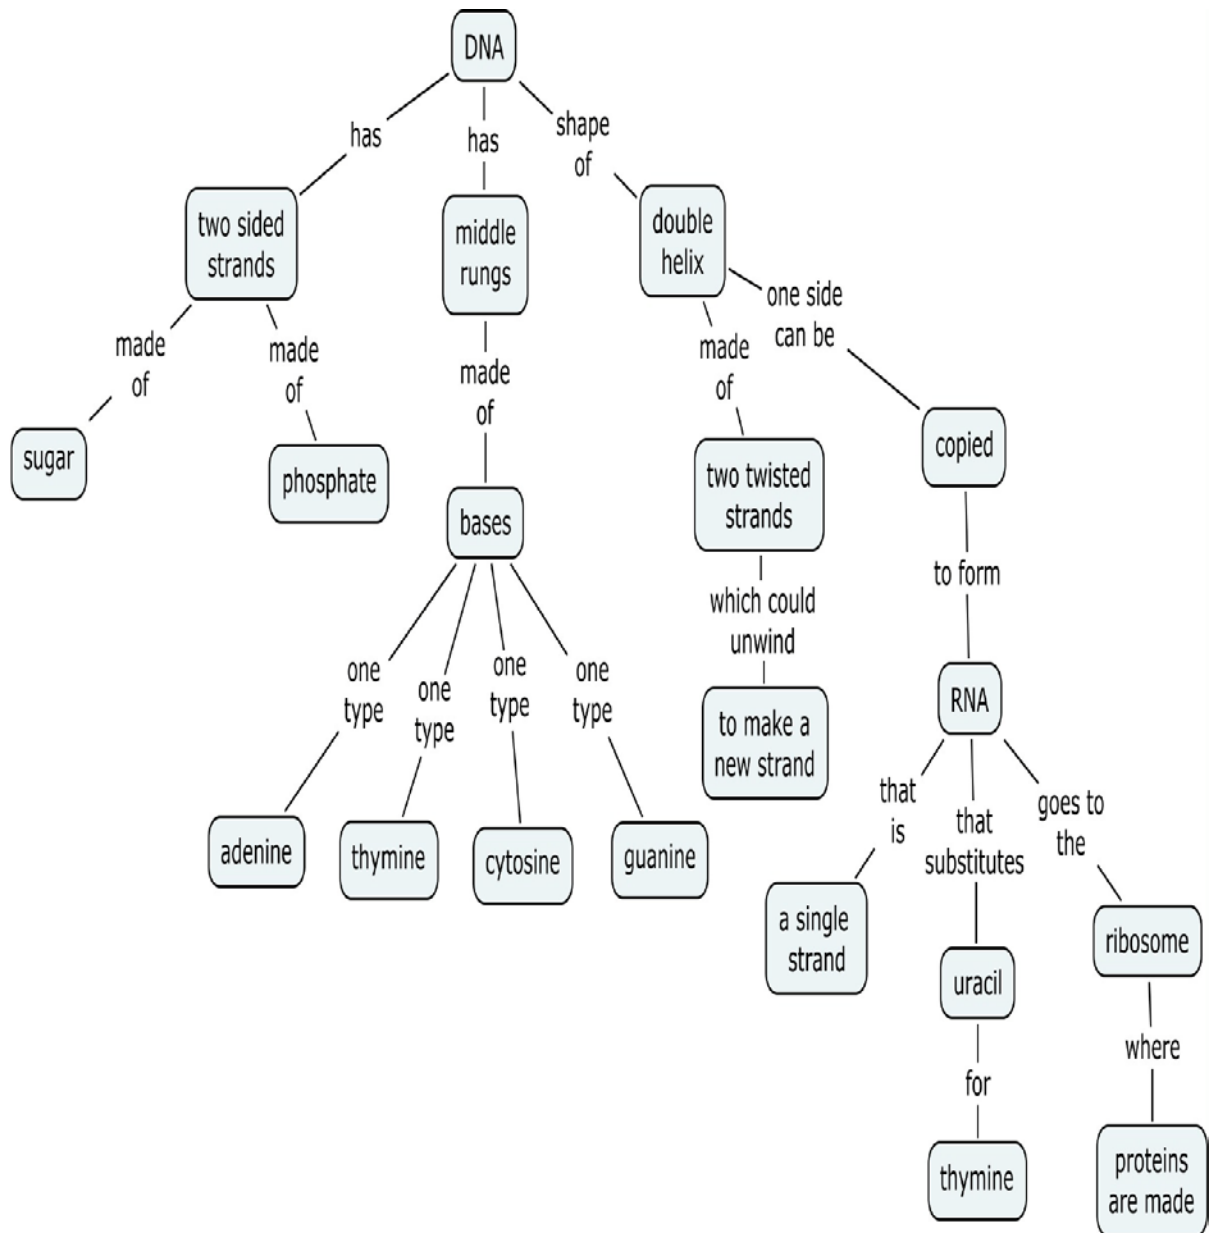 DNA
has
has
shape
of
two sided
strands
middle
rungs
double
helix
one side
can be
made
of
made
of
made
of
made
of
sugar
phosphate
bases
two twisted
strands
copied
one
type
one
type
one
type
one
type
which could
unwind
to form
to make a
new strand
RNA
adenine
thymine
cytosine
guanine
that
is
that
substitutes
goes to
the
a single
strand
uracil
ribosome
for
where
thymine
proteins
are made